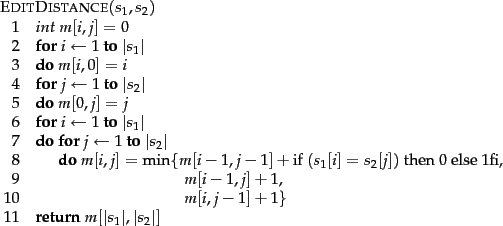 EDITDISTANCE(s1, s2)
1 int m[i, j] = 0
2 for i ← 1 to |s1|
3 do m[i, 0] = i
4 for j ← 1 to |s2|
5 do m[0, j] = j
6 for i ← 1 to |s1|
7 do for j ← 1 to |s2|
8 do m[i, j] = min{m[i − 1, j − 1] + if (s1[i] = s2[j]) then 0 else 1fi,
9 m[i − 1, j] + 1,
10 m[i, j − 1] + 1}
11 return m[|s1|, |s2|]